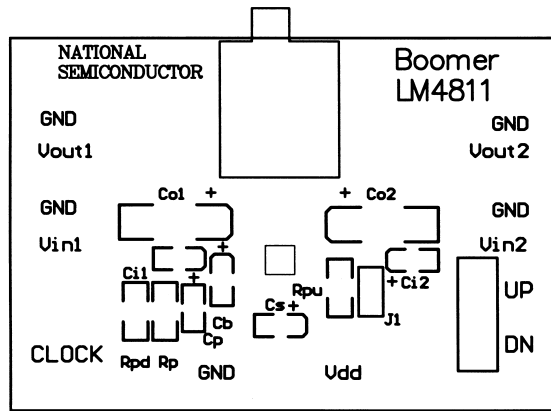 NATIONAL
SEMICONDUCTOR
Boomer
LM4811
GND
GND
Vout1
Vout2
Co1
+
+
Co2
GND
GND
Vin1
Vin2
+
Ci1
+
Rpu
+
Ci2
UP
Cs
+
J1
Cb
Cp
CLOCK
DN
Rpd
Rp
GND
Vdd